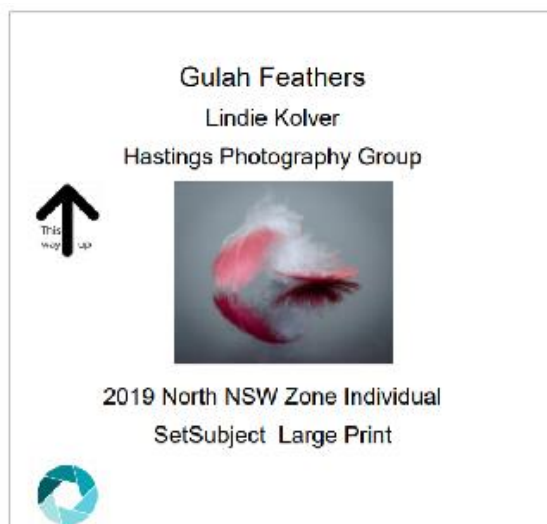 Gulah Feathers
Lindie Kolver
Hastings Photography Group
This
way up
2019 North NSW Zone Individual
SetSubject Large Print